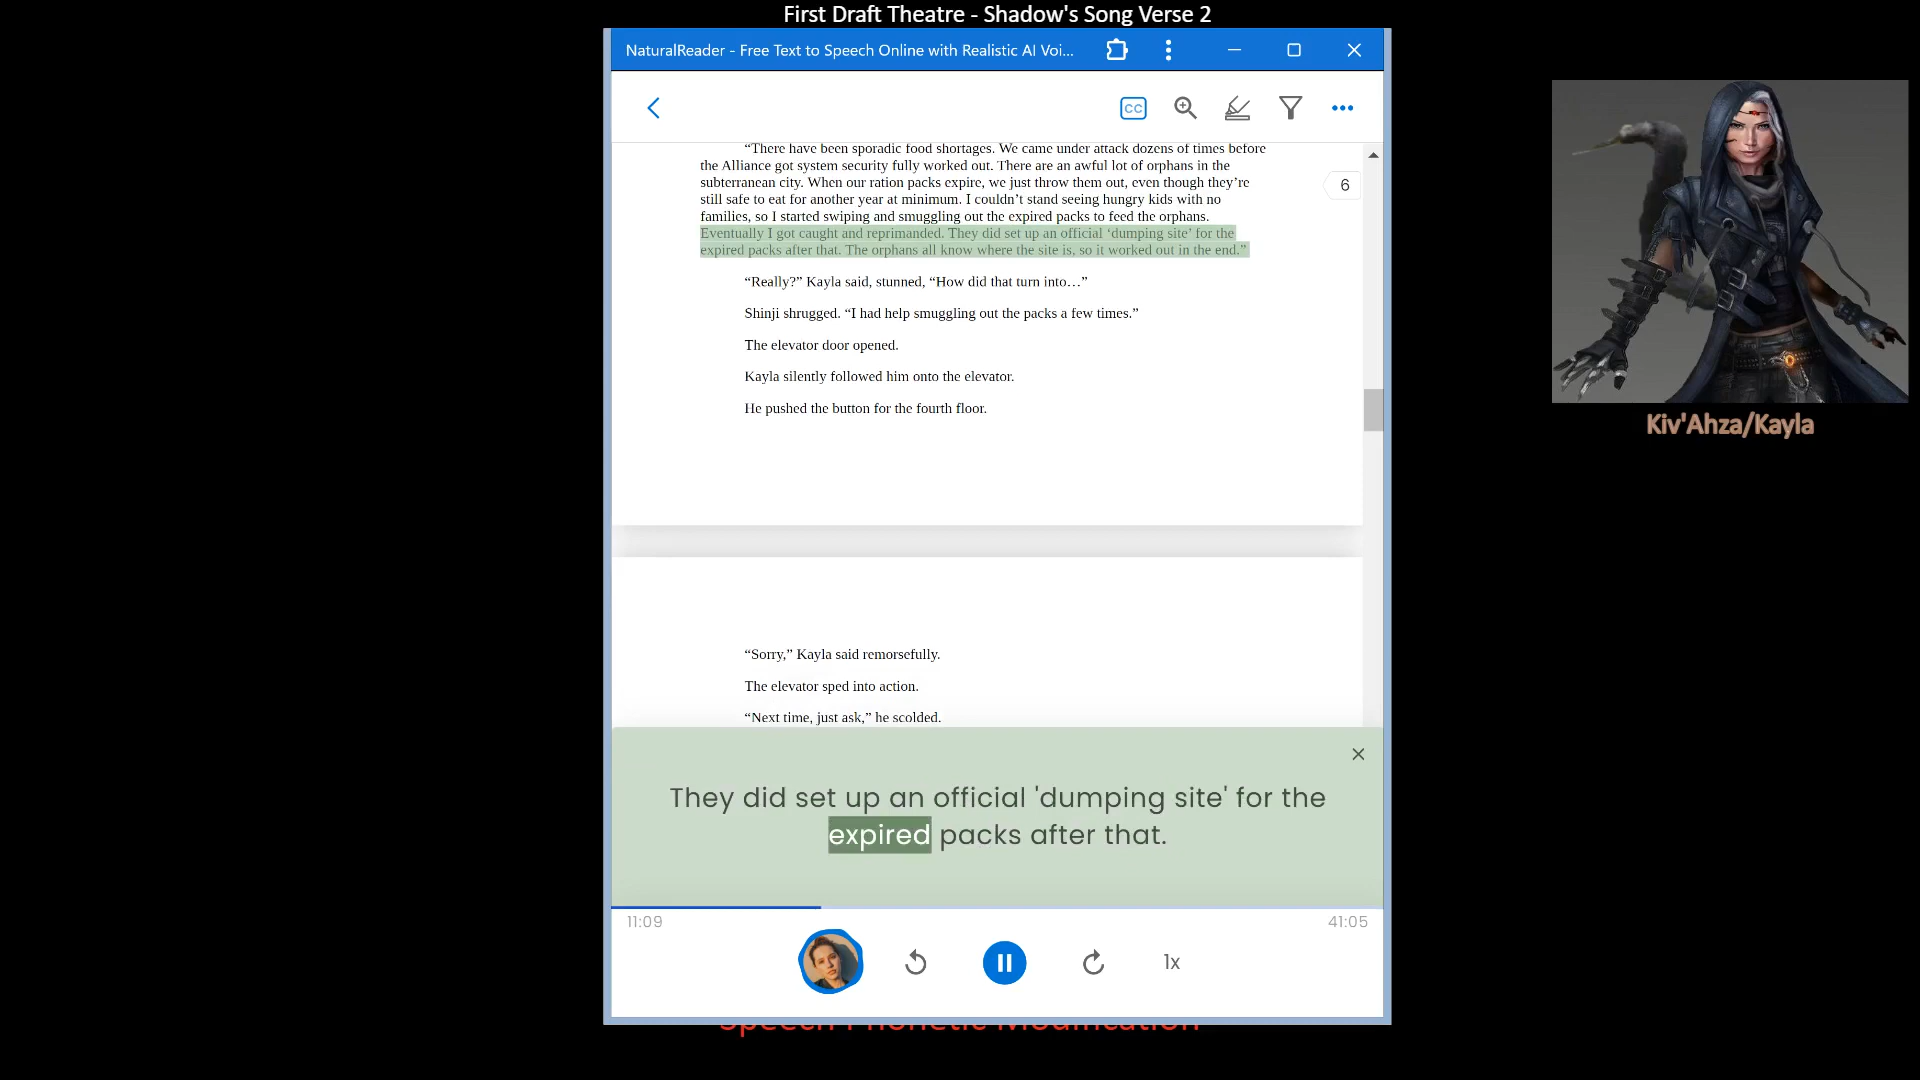 First Draft Theatre - Shadow's Song Verse 2
NaturalReader - Free Text to Speech Online with Realistic AI Voi...
CC
“There have been sporadic food shortages. We came under attack dozens of times before
the Alliance got system security fully worked out. There are an awful lot of orphans in the
subterranean city. When our ration packs expire, we just throw them out, even though they’re
still safe to eat for another year at minimum. I couldn’t stand seeing hungry kids with no
families, so I started swiping and smuggling out the expired packs to feed the orphans.
Eventually I got caught and reprimanded. They did set up an official ‘dumping site’ for the
expired packs after that. The orphans all know where the site is, so it worked out in the end.”
6
“Really?” Kayla said, stunned, “How did that turn into…”
Shinji shrugged. “I had help smuggling out the packs a few times.”
The elevator door opened.
Kayla silently followed him onto the elevator.
He pushed the button for the fourth floor.
Kiv'Ahza/Kayla
“Sorry,” Kayla said remorsefully.
The elevator sped into action.
“Next time, just ask,” he scolded.
They did set up an official 'dumping site' for the
expired packs after that.
11:09
41:05
1x
Speech Phonetic Modification